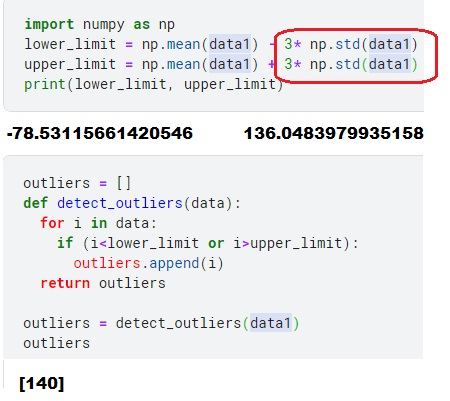 import numpy as np
lower_limit = np.mean(data1) - 3* np.std(data1)
upper_limit = np.mean(data1) + 3* np.std(data1)
print(lower_limit, upper_limit)
-78.53115661420546 136.0483979935158
outliers = []
def detect_outliers(data):
  for i in data:
    if (i<lower_limit or i>upper_limit):
      outliers.append(i)
  return outliers
outliers = detect_outliers(data1)
outliers
[140]